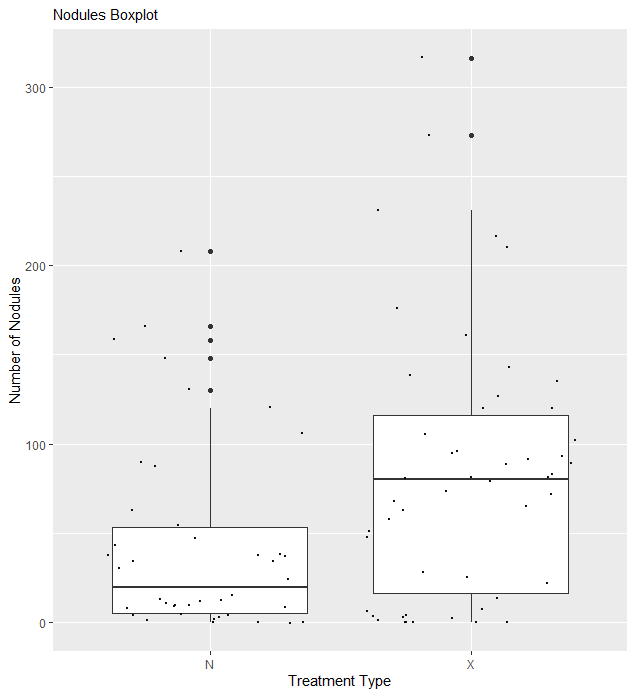 Nodules Boxplot
300
200
100
0
Number of Nodules
N X
Treatment Type